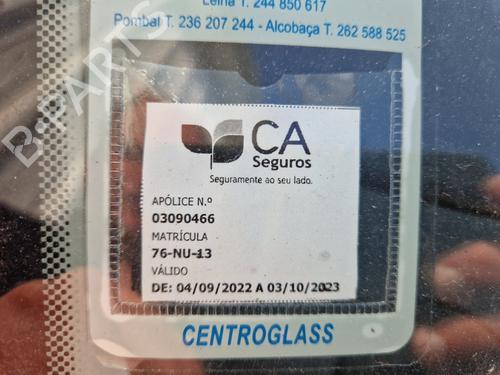 Leiria T. 244 850 617
Pombal T. 236 207 244 - Alcobaça T. 262 588 525
B-PARTS
CA
Seguros
Seguramente ao seu lado.
APÓLICE N.º
03090466
MATRÍCULA
76-NU-13
VÁLIDO
DE: 04/09/2022 A 03/10/2023
CENTROGLASS